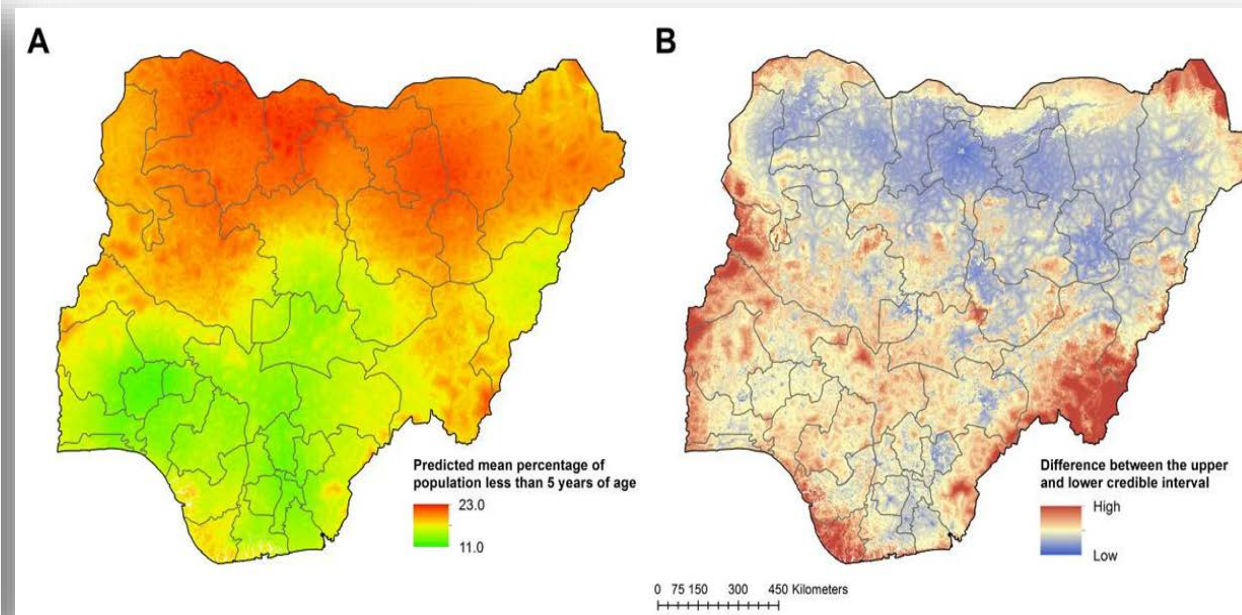 A
B
Predicted mean percentage of
population less than 5 years of age
23.0
11.0
Difference between the upper
and lower credible interval
High
Low
0 75 150 300 450 Kilometers